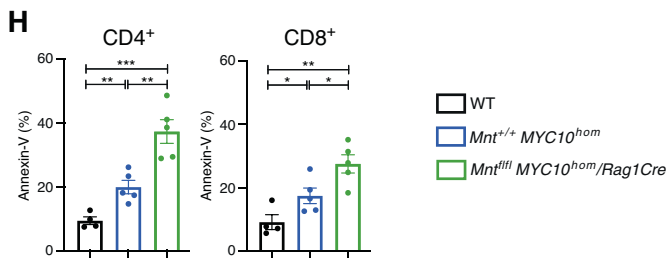 H
CD4⁺
CD8⁺
Annexin-V (%)
60
40
20
0
***
** **
Annexin-V (%)
60
40
20
0
**
* *
WT
Mnt⁺/⁺ MYC10ʰᵒᵐ
Mntᶠˡ/ᶠˡ MYC10ʰᵒᵐ/Rag1Cre